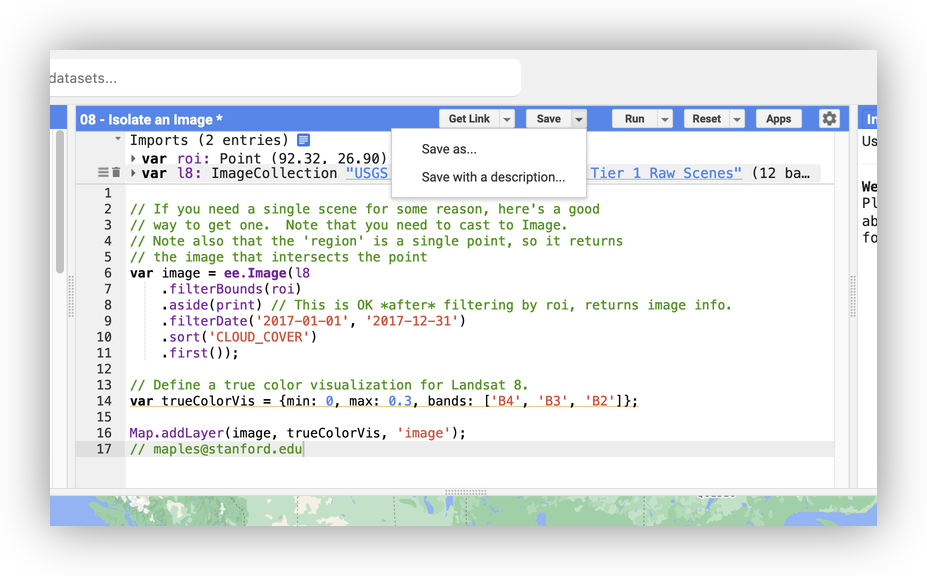 datasets...
08 - Isolate an Image *
Get Link
Save
Run
Reset
Apps
In
Save as...
Save with a description...
Us
Imports (2 entries)
var roi: Point (92.32, 26.90)
var l8: ImageCollection "USGS Tier 1 Raw Scenes" (12 ba...
We
Pl
ab
fo
1
2 // If you need a single scene for some reason, here's a good
3 // way to get one.  Note that you need to cast to Image.
4 // Note also that the 'region' is a single point, so it returns
5 // the image that intersects the point
6 var image = ee.Image(l8
7     .filterBounds(roi)
8     .aside(print) // This is OK *after* filtering by roi, returns image info.
9     .filterDate('2017-01-01', '2017-12-31')
10     .sort('CLOUD_COVER')
11     .first());
12
13 // Define a true color visualization for Landsat 8.
14 var trueColorVis = {min: 0, max: 0.3, bands: ['B4', 'B3', 'B2']};
15
16 Map.addLayer(image, trueColorVis, 'image');
17 // maples@stanford.edu